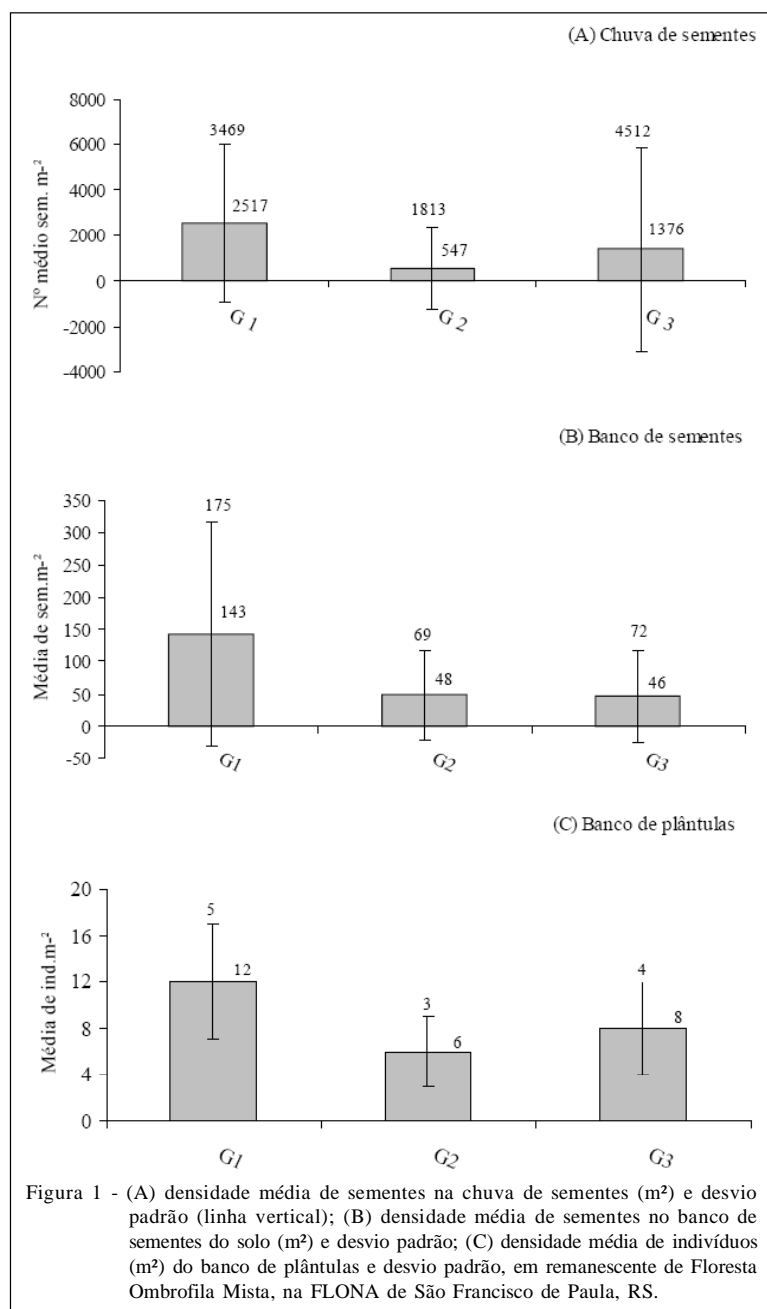 (A) Chuva de sementes
Nº médio sem. m-²
8000
6000
4000
2000
0
-2000
-4000
3469
2517
1813
547
4512
1376
G 1
G 2
G 3
(B) Banco de sementes
Média de sem.m-²
350
300
250
200
150
100
50
0
-50
175
143
69
48
72
46
G1
G2
G3
(C) Banco de plântulas
Média de ind.m-²
20
16
12
8
4
0
5
12
3
6
4
8
G1
G2
G3
Figura 1 - (A) densidade média de sementes na chuva de sementes (m²) e desvio
padrão (linha vertical); (B) densidade média de sementes no banco de
sementes do solo (m²) e desvio padrão; (C) densidade média de indivíduos
(m²) do banco de plântulas e desvio padrão, em remanescente de Floresta
Ombrofila Mista, na FLONA de São Francisco de Paula, RS.